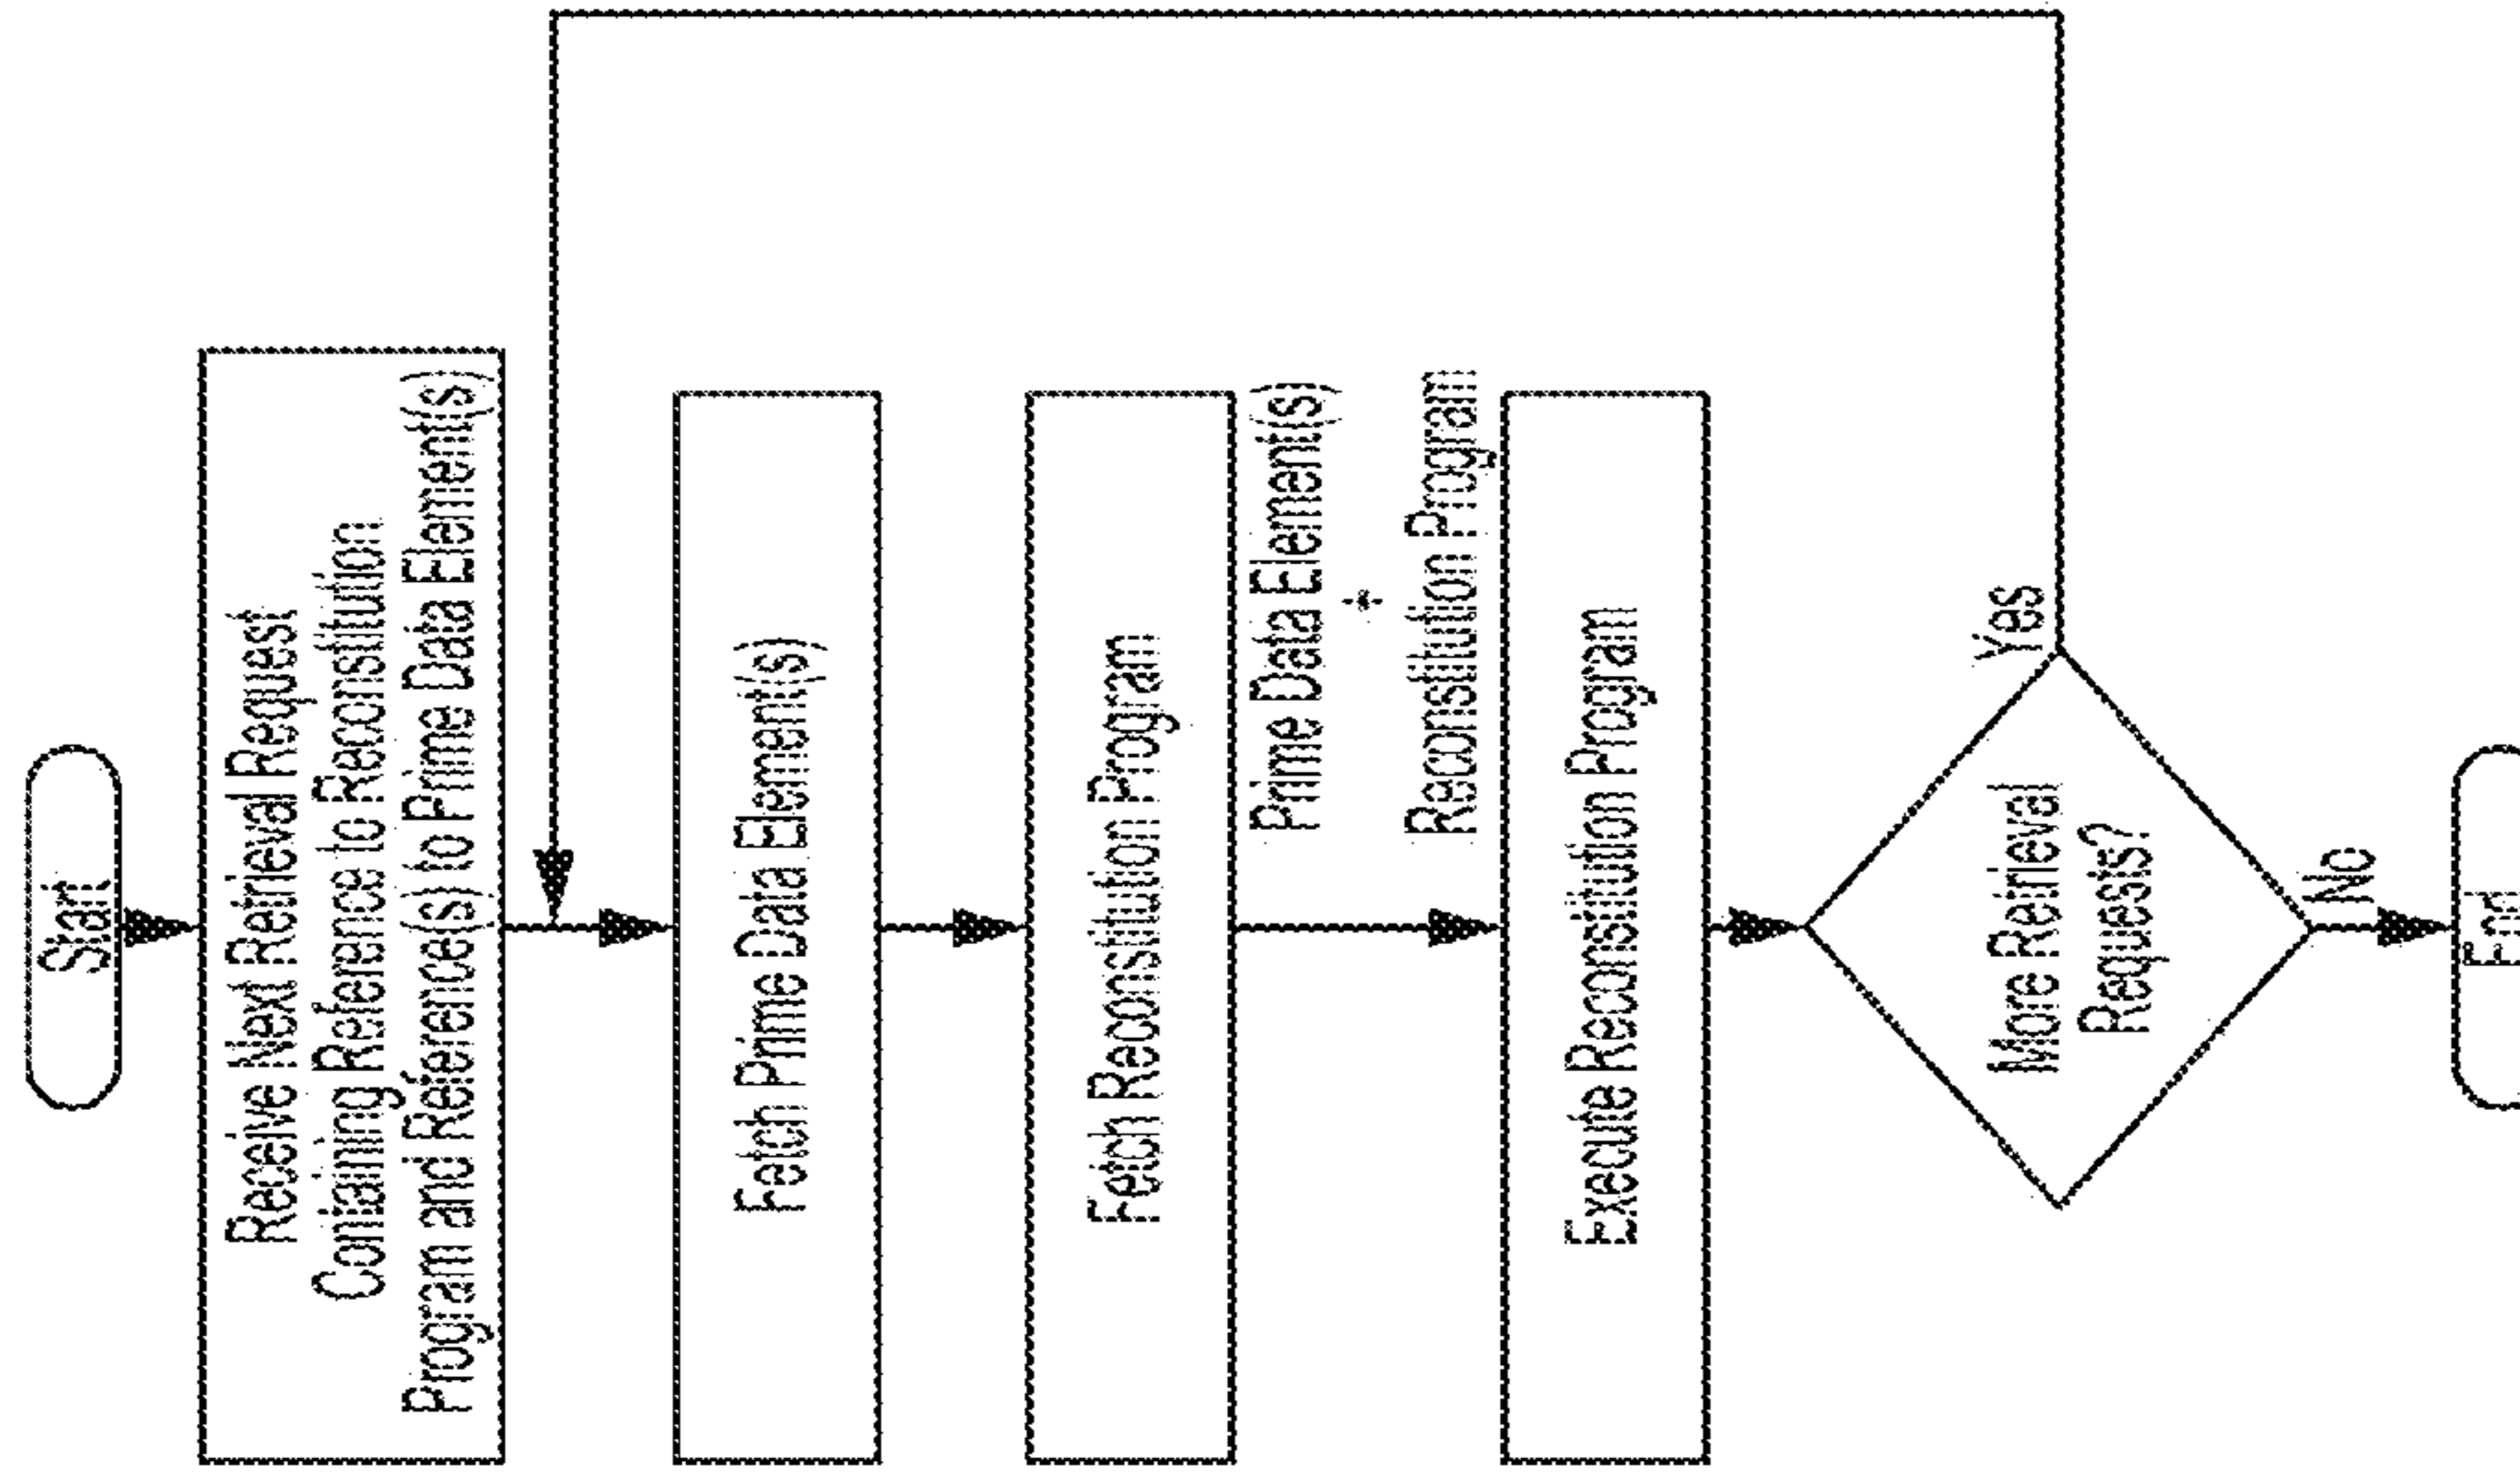 Start
Receive Next Retrieval Request
Containing Reference to Reconstitution
Program and Reference(s) to Prime Data Element(s)
Fetch Prime Data Element(s)
Fetch Reconstitution Program
Prime Data Element(s)
+
Reconstitution Program
Execute Reconstitution Program
More Retrieval
Requests?
Yes
No
End